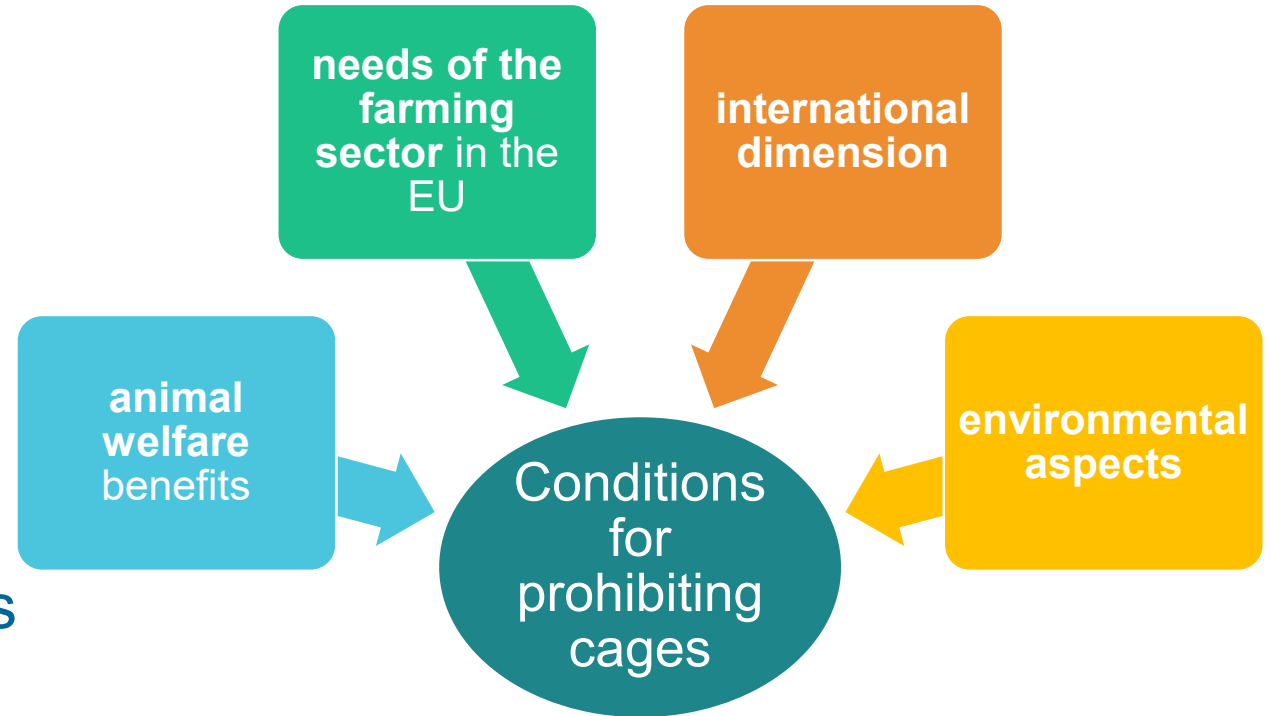 needs of the
farming
sector in the
EU
international
dimension
animal
welfare
benefits
environmental
aspects
Conditions
for
prohibiting
cages
s